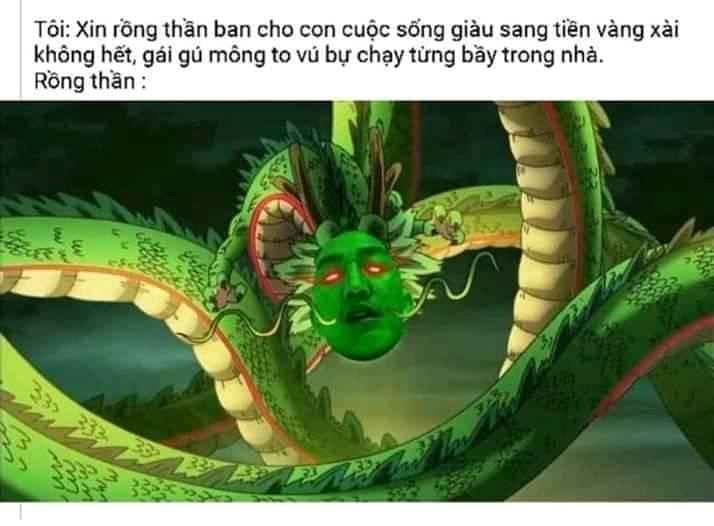 Tôi: Xin rồng thần ban cho con cuộc sống giàu sang tiền vàng xài
không hết, gái gú mông to vú bự chạy từng bầy trong nhà.
Rồng thần :